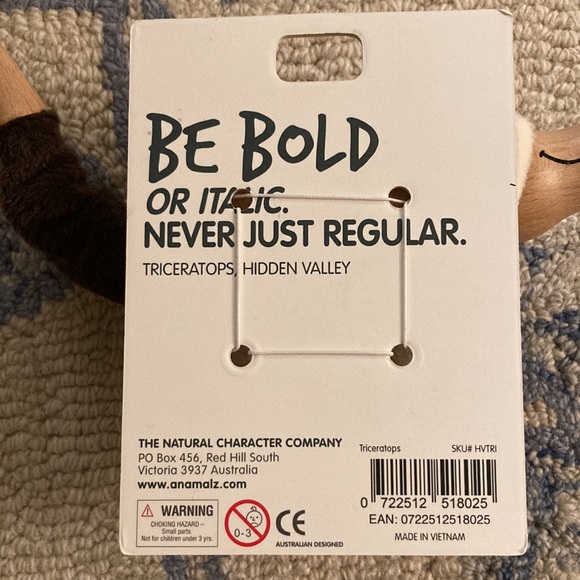 BE BOLD
OR ITALIC.
NEVER JUST REGULAR.
TRICERATOPS, HIDDEN VALLEY
THE NATURAL CHARACTER COMPANY
PO Box 456, Red Hill South
Victoria 3937 Australia
www.anamalz.com
WARNING
CHOKING HAZARD –
Small parts.
Not for children under 3 yrs.
0-3
CE
AUSTRALIAN DESIGNED
Triceratops SKU# HVTRI
0 722512 518025
EAN: 0722512518025
MADE IN VIETNAM